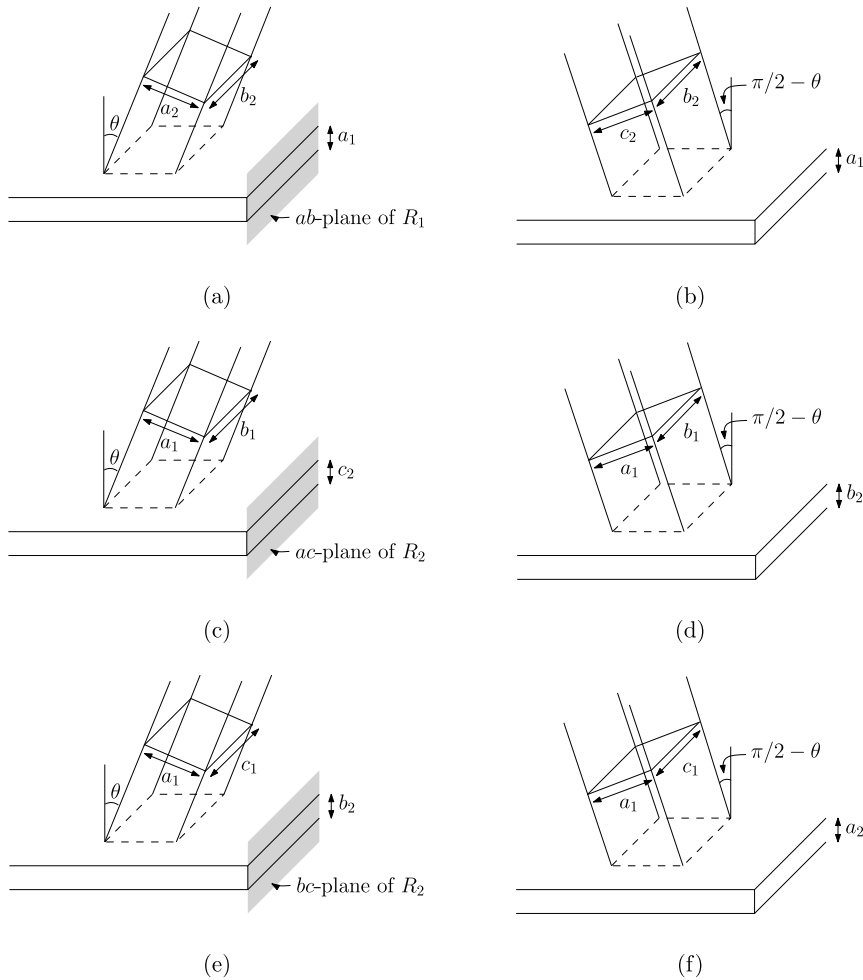 θ
a₂
b₂
a₁
ab-plane of R₁
(a)
π/2 − θ
b₂
c₂
a₁
(b)
θ
a₁
b₁
c₂
ac-plane of R₂
(c)
π/2 − θ
b₁
a₁
b₂
(d)
θ
a₁
c₁
b₂
bc-plane of R₂
(e)
π/2 − θ
c₁
a₁
a₂
(f)